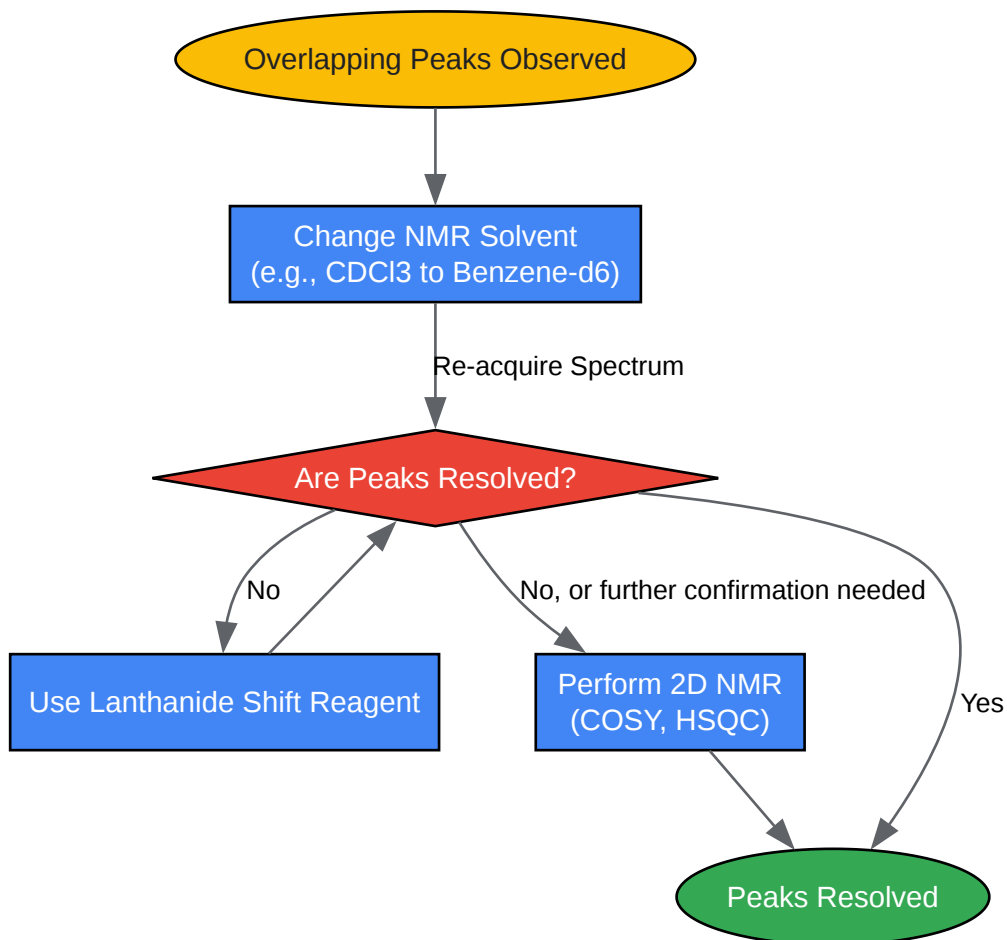 Overlapping Peaks Observed
Change NMR Solvent
(e.g., CDCl3 to Benzene-d6)
Re-acquire Spectrum
Are Peaks Resolved?
No
No, or further confirmation needed
Use Lanthanide Shift Reagent
Perform 2D NMR
(COSY, HSQC)
Yes
Peaks Resolved